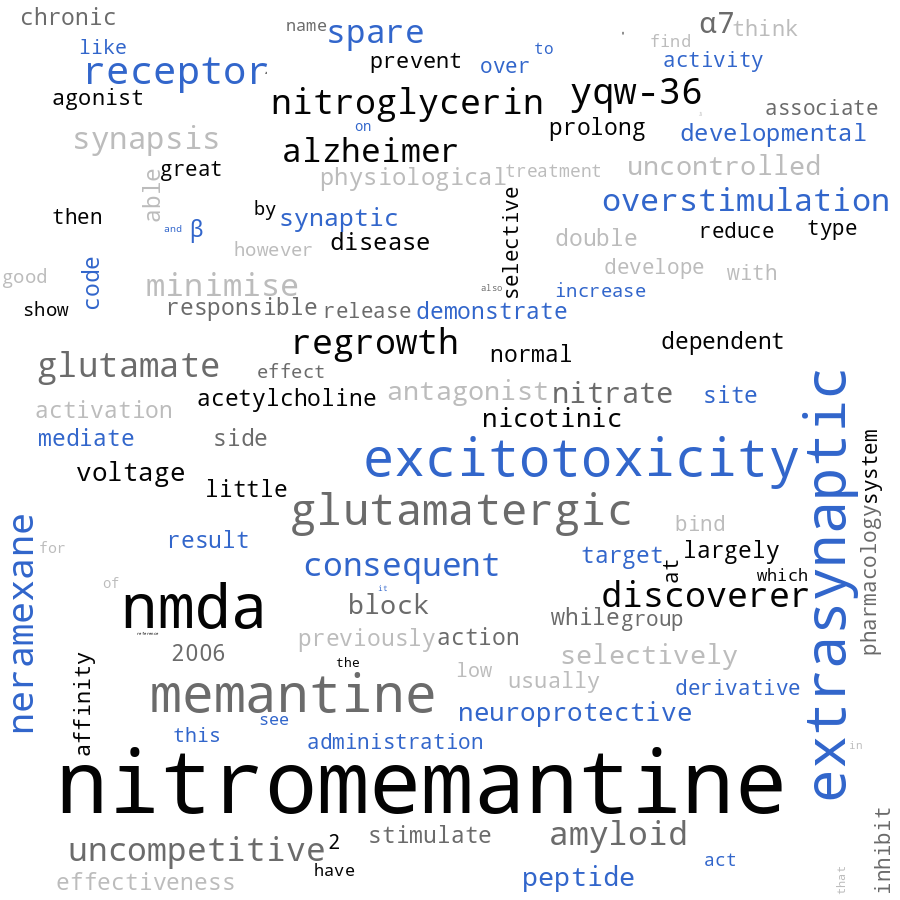 chronic
name
spare
α7
think
like
to
find
activity
prevent
over
receptor
agonist
nitroglycerin
yqw-36
associate
on
prolong
developmental
synapsis
alzheimer
great
physiological
treatment
uncontrolled
able
overstimulation
then
by
synaptic
selective
and
β
disease
double
reduce
type
however
good
code
minimise
also
increase
develope
with
show
responsible
release
demonstrate
regrowth
normal
dependent
glutamate
effect
acetylcholine
antagonist
nitrate
site
activation
nicotinic
mediate
side
excitotoxicity
extrasynaptic
system
voltage
little
glutamatergic
bind
pharmacology
neramexane
for
result
consequent
target
at
largely
which
of
it
nmda
block
discoverer
reference
while
group
previously
action
2006
the
low
selectively
affinity
memantine
usually
derivative
see
neuroprotective
this
administration
in
nitromemantine
uncompetitive
2
stimulate
amyloid
inhibit
have
act
effectiveness
peptide
that